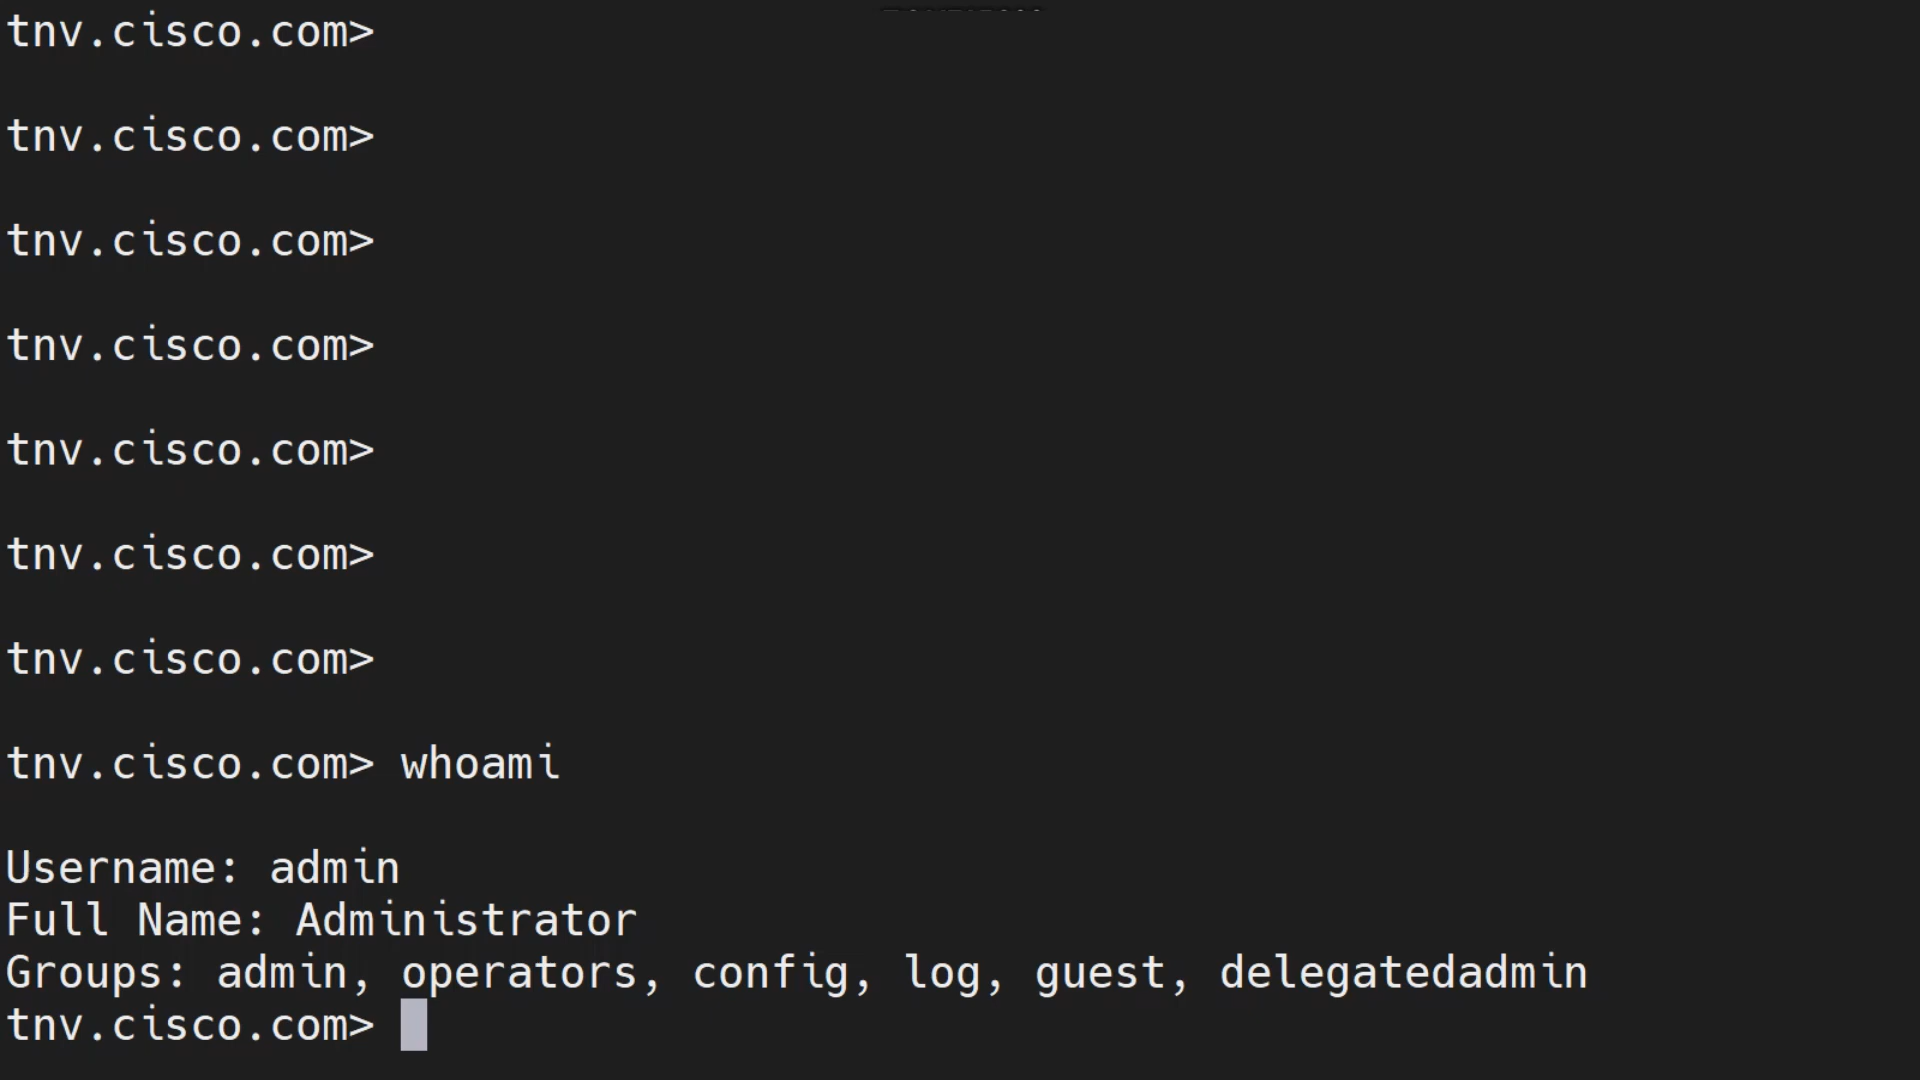 tnv.cisco.com>
tnv.cisco.com>
tnv.cisco.com>
tnv.cisco.com>
tnv.cisco.com>
tnv.cisco.com>
tnv.cisco.com>
tnv.cisco.com> whoami
Username: admin
Full Name: Administrator
Groups: admin, operators, config, log, guest, delegatedadmin
tnv.cisco.com>